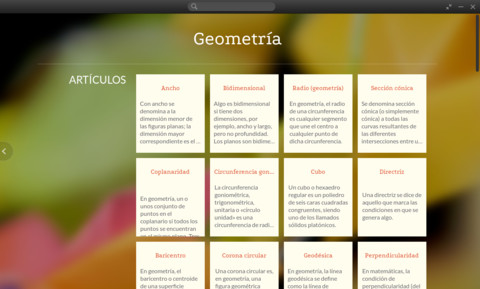 Geometría
ARTÍCULOS
Ancho
Con ancho se
denomina a la
dimensión menor de
las figuras planas; la
dimensión mayor
correspondiente es el ...
Bidimensional
Algo es bidimensional
si tiene dos
dimensiones, por
ejemplo, ancho y largo,
pero no profundidad.
Los planos son bidime...
Radio (geometría)
En geometría, el radio
de una circunferencia
es cualquier segmento
que une el centro a
cualquier punto de
dicha circunferencia.
Sección cónica
Se denomina sección
cónica (o simplemente
cónica) a todas las
curvas resultantes de
las diferentes
intersecciones entre u...
Coplanaridad
En geometría, un o
unos conjunto de
puntos en el
coplanario si todos los
puntos se encuentran
en el mismo plano. Tres
Circunferencia gon...
La circunferencia
goniométrica,
trigonométrica,
unitaria o «círculo
unidad» es una
circunferencia de radi...
Cubo
Un cubo o hexaedro
regular es un poliedro
de seis caras cuadradas
congruentes, siendo
uno de los llamados
sólidos platónicos.
Directriz
Una directriz se dice de
aquello que marca las
condiciones en que se
genera algo.
Baricentro
En geometría, el
baricentro o centroide
de una superficie
Corona circular
Una corona circular es,
en geometría, una
figura geométrica
Geodésica
En geometría, la línea
geodésica se define
como la línea de
Perpendicularidad
En matemáticas, la
condición de
perpendicularidad (del